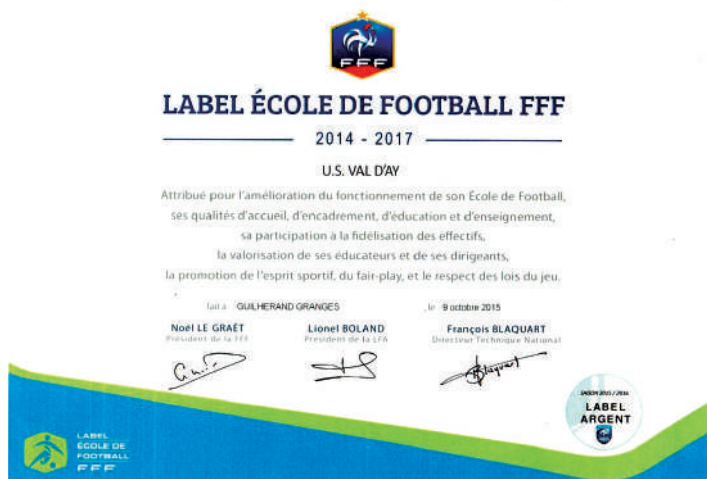 FFF
LABEL ÉCOLE DE FOOTBALL FFF
2014 - 2017
U.S. VAL D'AY
Attribué pour l'amélioration du fonctionnement de son École de Football,
ses qualités d'accueil, d'encadrement, d'éducation et d'enseignement,
sa participation à la fidélisation des effectifs,
la valorisation de ses éducateurs et de ses dirigeants,
la promotion de l'esprit sportif, du fair-play, et le respect des lois du jeu.
fait à GUILHERAND GRANGES , le 9 octobre 2015
Noël LE GRAËT Lionel BOLAND François BLAQUART
Président de la FFF Président de la LFA Directeur Technique National
Blaquart
SAISON 2015 / 2016
LABEL
ARGENT
LABEL
ÉCOLE DE
FOOTBALL
FFF